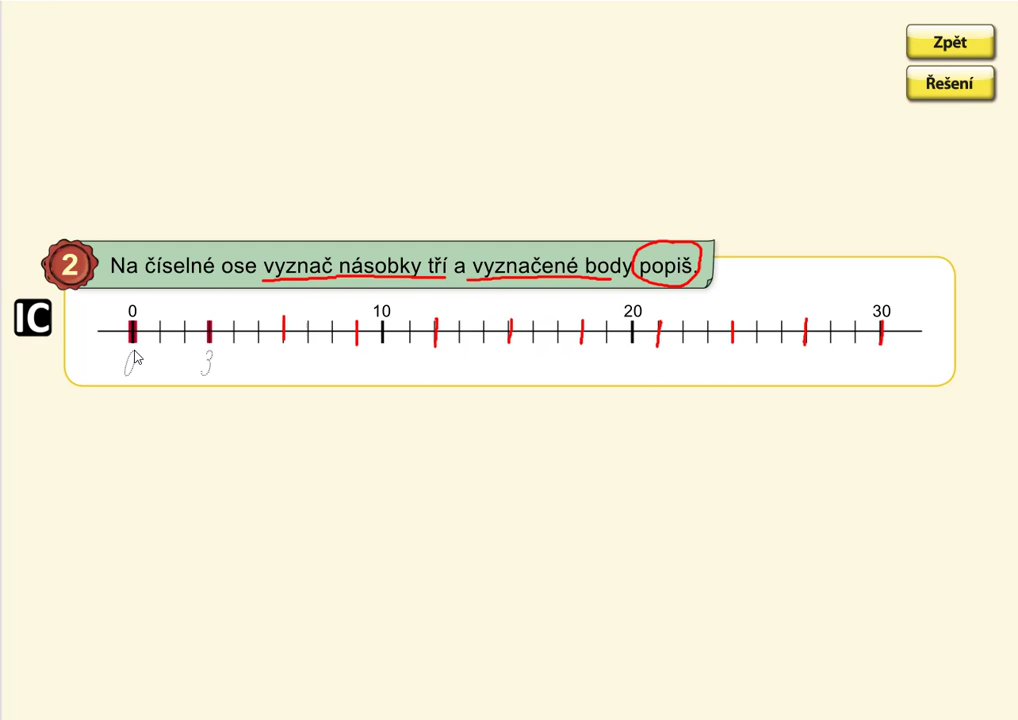 Zpět
Řešení
2 Na číselné ose vyznač násobky tří a vyznačené body popiš.
IC
0 10 20 30
0 3